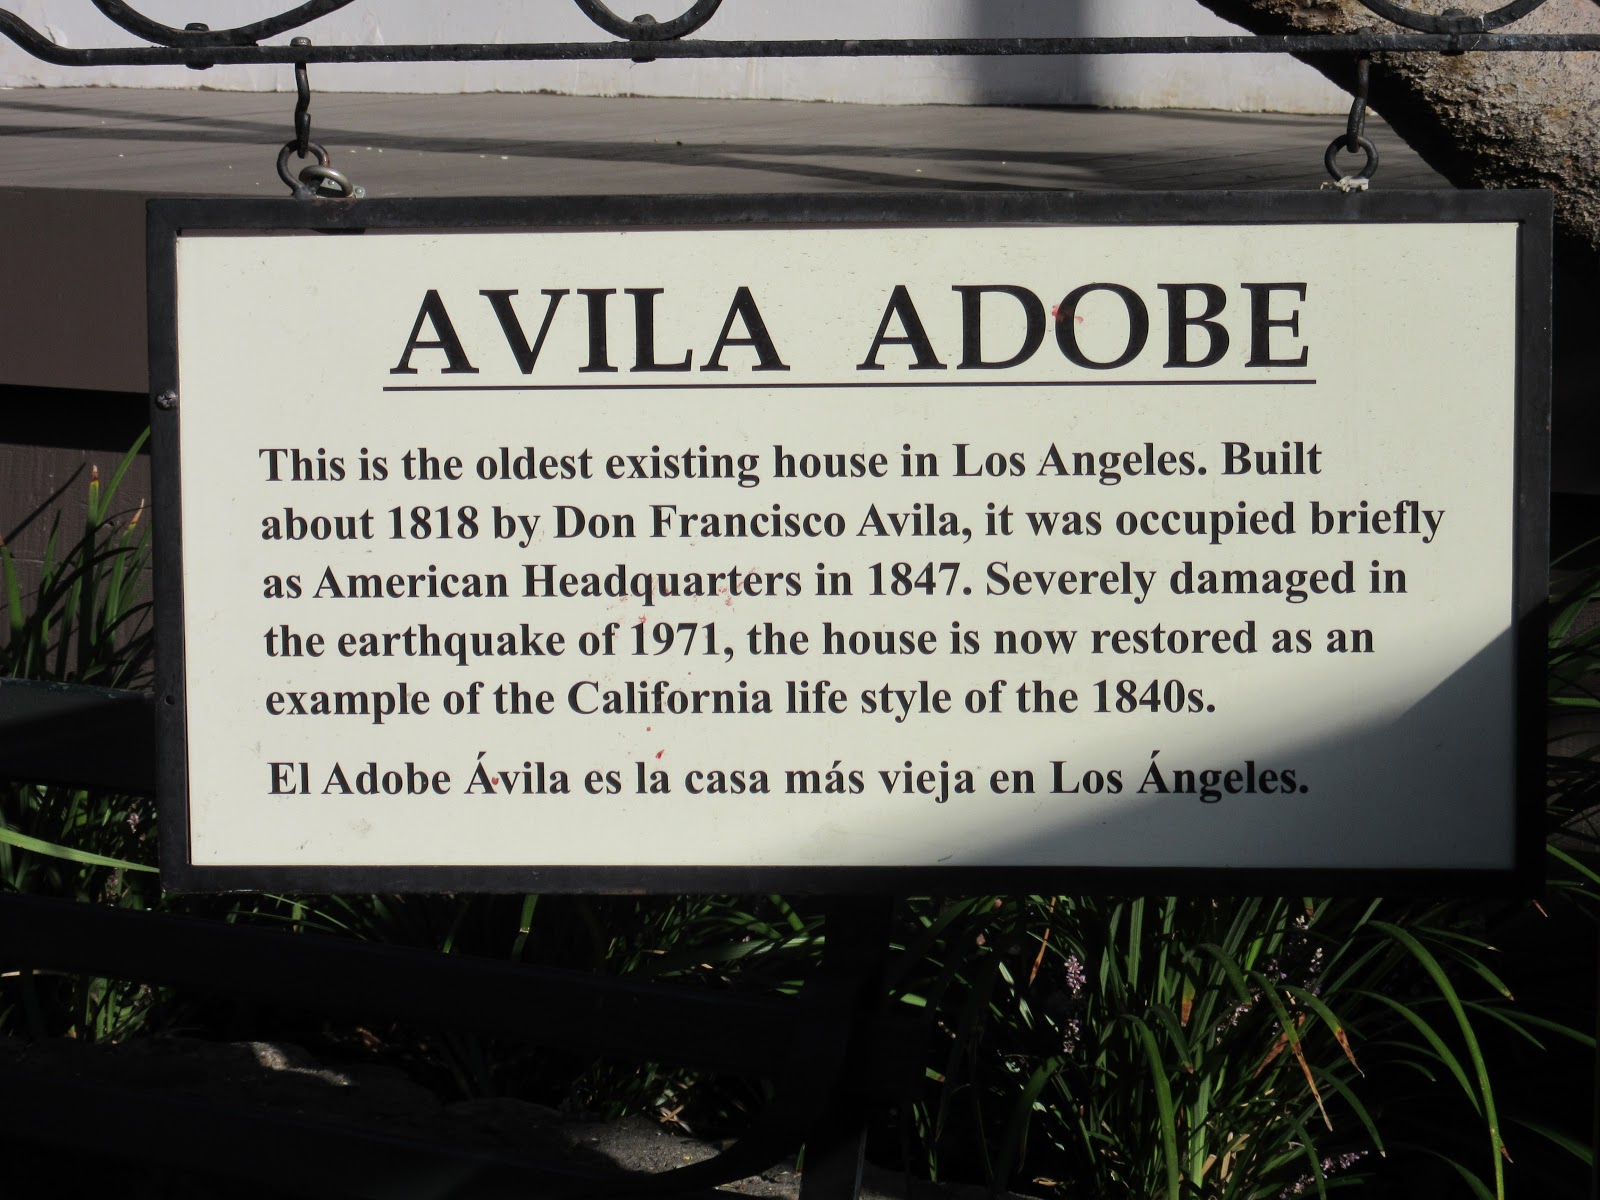 AVILA ADOBE
This is the oldest existing house in Los Angeles. Built
about 1818 by Don Francisco Avila, it was occupied briefly
as American Headquarters in 1847. Severely damaged in
the earthquake of 1971, the house is now restored as an
example of the California life style of the 1840s.
El Adobe Ávila es la casa más vieja en Los Ángeles.